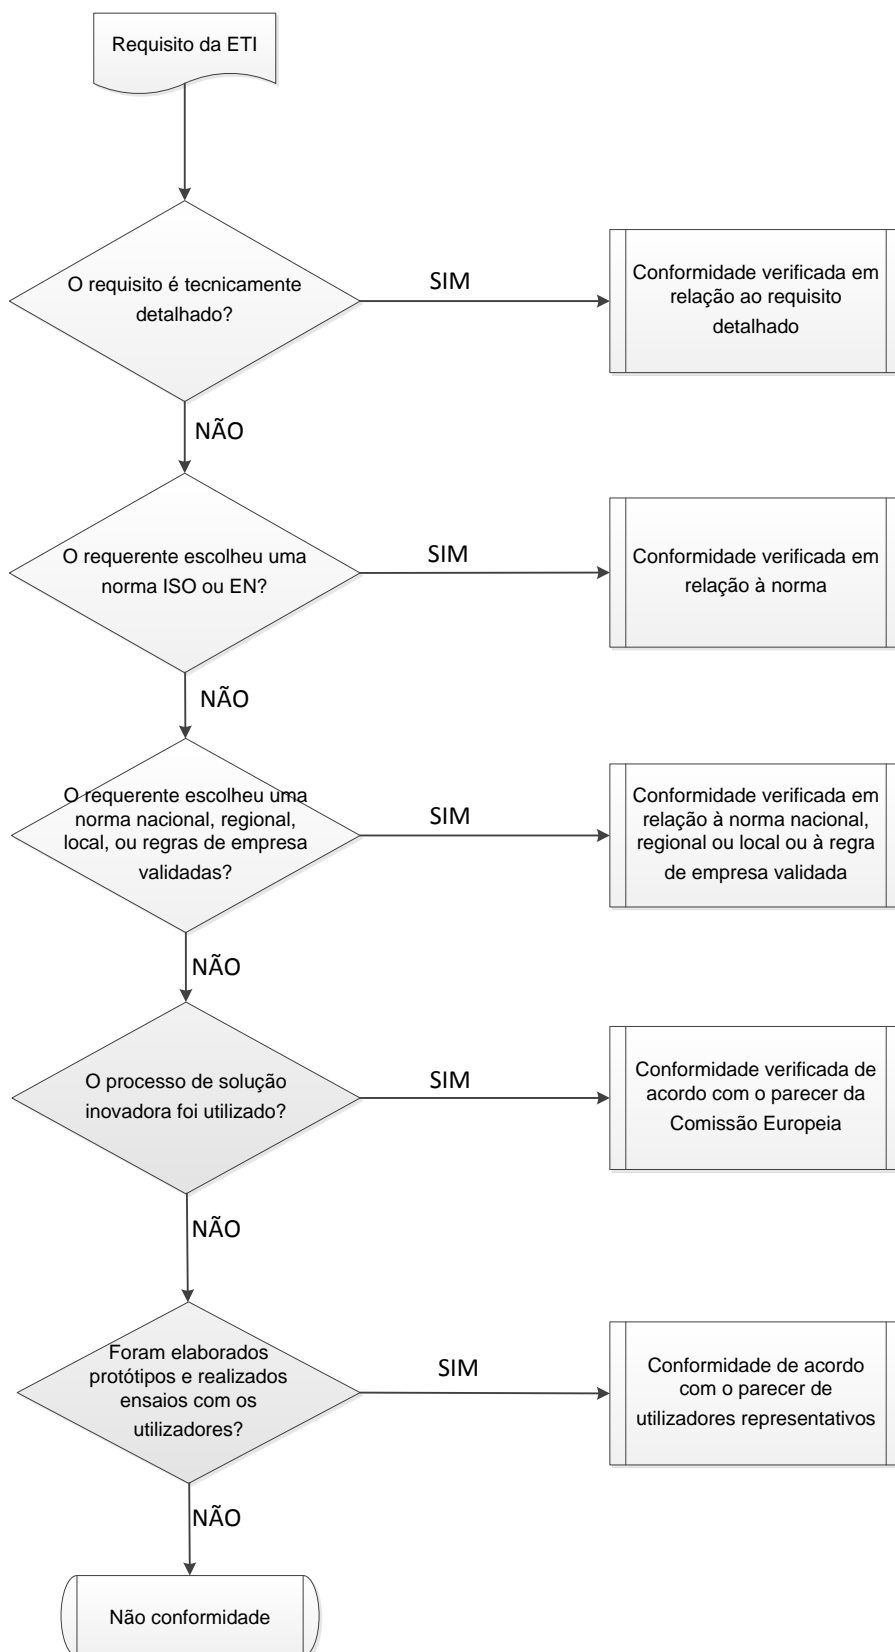 Requisito da ETI
O requisito é tecnicamente
detalhado?
SIM
Conformidade verificada em
relação ao requisito
detalhado
NÃO
O requerente escolheu uma
norma ISO ou EN?
SIM
Conformidade verificada em
relação à norma
NÃO
O requerente escolheu uma
norma nacional, regional,
local, ou regras de empresa
validadas?
SIM
Conformidade verificada em
relação à norma nacional,
regional ou local ou à regra
de empresa validada
NÃO
O processo de solução
inovadora foi utilizado?
SIM
Conformidade verificada de
acordo com o parecer da
Comissão Europeia
NÃO
Foram elaborados
protótipos e realizados
ensaios com os
utilizadores?
SIM
Conformidade de acordo
com o parecer de
utilizadores representativos
NÃO
Não conformidade